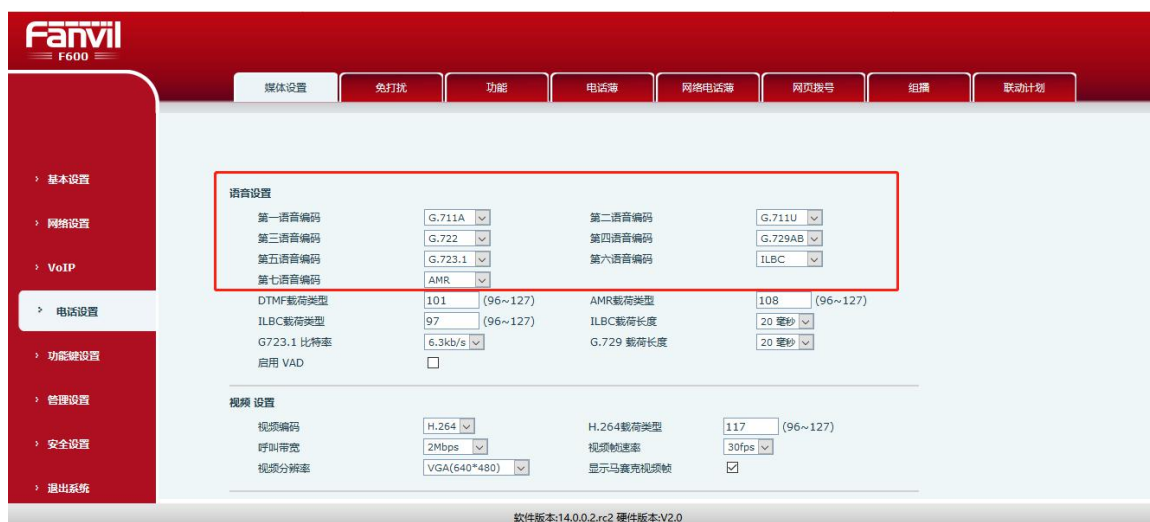 Fanvil
F600
媒体设置 免打扰 功能 电话薄 网络电话薄 网页拨号 组播 联动计划
› 基本设置
› 网络设置
› VoIP
› 电话设置
› 功能键设置
› 管理设置
› 安全设置
› 退出系统
语音设置
第一语音编码 G.711A 第二语音编码 G.711U
第三语音编码 G.722 第四语音编码 G.729AB
第五语音编码 G.723.1 第六语音编码 ILBC
第七语音编码 AMR
DTMF载荷类型 101 (96~127) AMR载荷类型 108 (96~127)
ILBC载荷类型 97 (96~127) ILBC载荷长度 20 毫秒
G723.1 比特率 6.3kb/s G.729 载荷长度 20 毫秒
启用 VAD
视频 设置
视频编码 H.264 H.264载荷类型 117 (96~127)
呼叫带宽 2Mbps 视频帧速率 30fps
视频分辨率 VGA(640*480) 显示马赛克视频帧
软件版本:14.0.0.2.rc2 硬件版本:V2.0